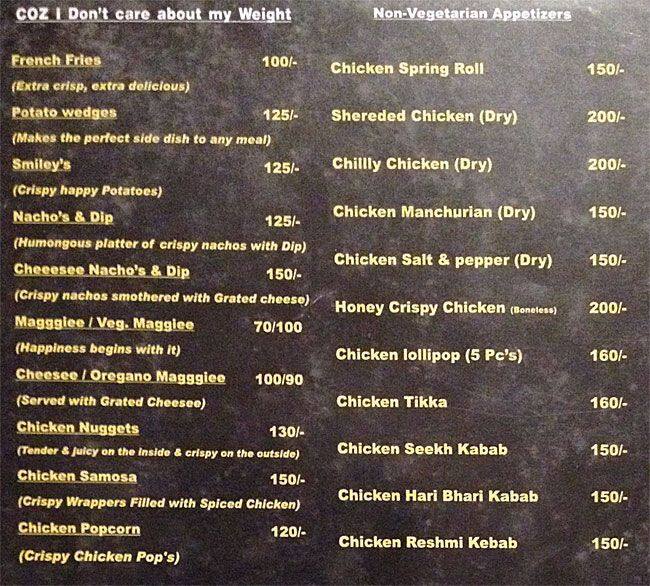 COZ I Don't care about my Weight
French Fries 100/-
(Extra crisp, extra delicious)
Potato wedges 125/-
(Makes the perfect side dish to any meal)
Smiley's 125/-
(Crispy happy Potatoes)
Nacho's & Dip 125/-
(Humongous platter of crispy nachos with Dip)
Cheeesee Nacho's & Dip 150/-
(Crispy nachos smothered with Grated cheese)
Magggiee / Veg. Maggiee 70/100
(Happiness begins with it)
Cheesee / Oregano Magggiee 100/90
(Served with Grated Cheesee)
Chicken Nuggets 130/-
(Tender & juicy on the inside & crispy on the outside)
Chicken Samosa 150/-
(Crispy Wrappers Filled with Spiced Chicken)
Chicken Popcorn 120/-
(Crispy Chicken Pop's)
Non-Vegetarian Appetizers
Chicken Spring Roll 150/-
Shereded Chicken (Dry) 200/-
Chillly Chicken (Dry) 200/-
Chicken Manchurian (Dry) 150/-
Chicken Salt & pepper (Dry) 150/-
Honey Crispy Chicken (Boneless) 200/-
Chicken lollipop (5 Pc's) 160/-
Chicken Tikka 160/-
Chicken Seekh Kabab 150/-
Chicken Hari Bhari Kabab 150/-
Chicken Reshmi Kebab 150/-